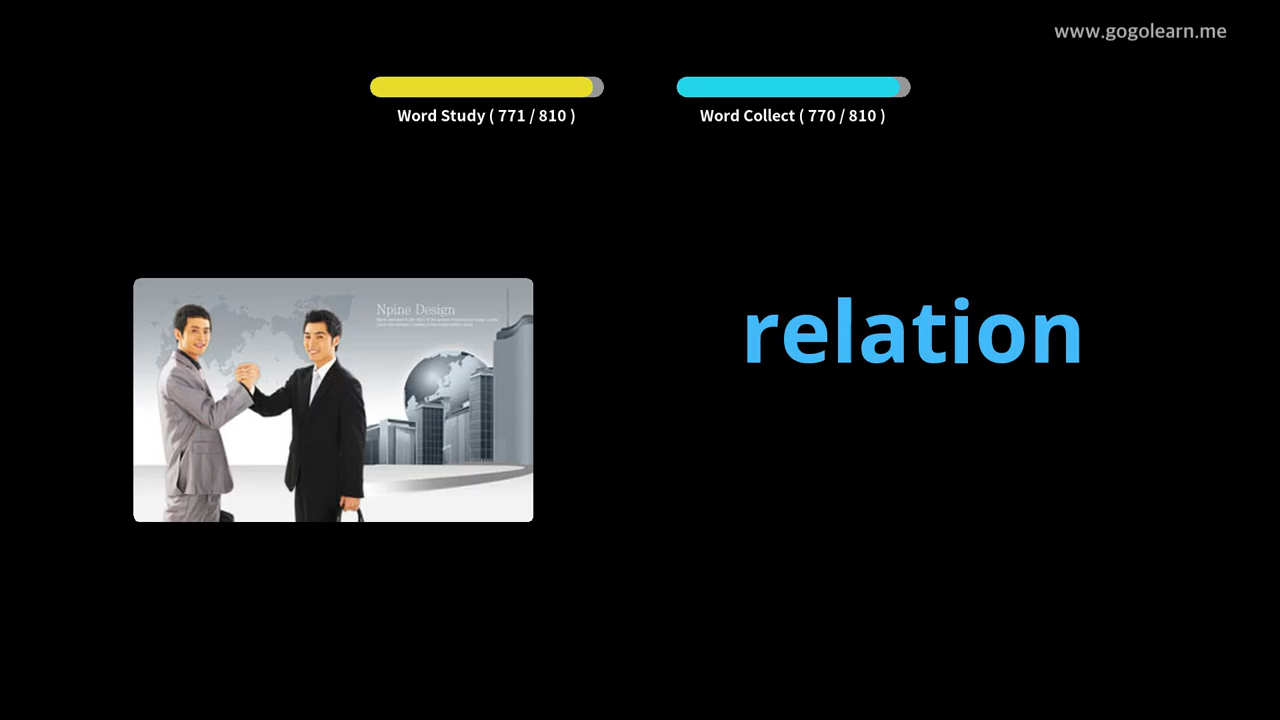 www.gogolearn.me
Word Study ( 771 / 810 )
Word Collect ( 770 / 810 )
Npine Design
relation